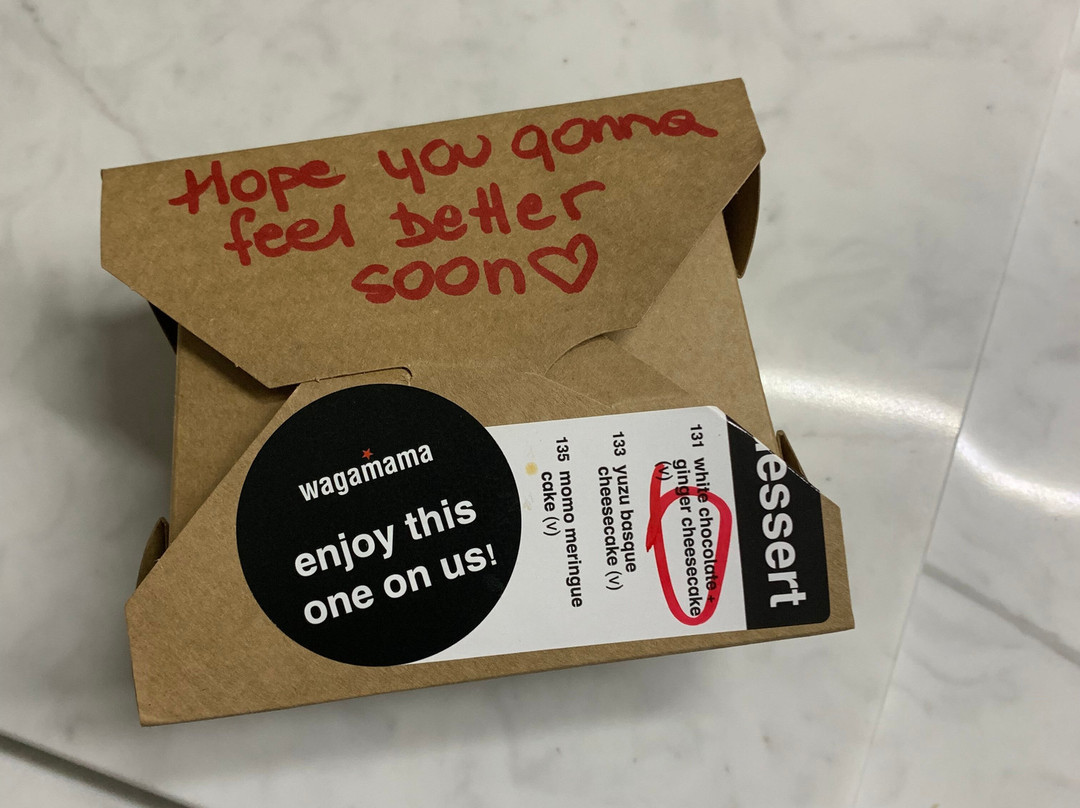 Hope you gonna
feel better
soon♡
wagamama
enjoy this
one on us!
essert
131 white chocolate +
ginger cheesecake
(v)
133 yuzu basque
cheesecake (v)
135 momo meringue
cake (v)